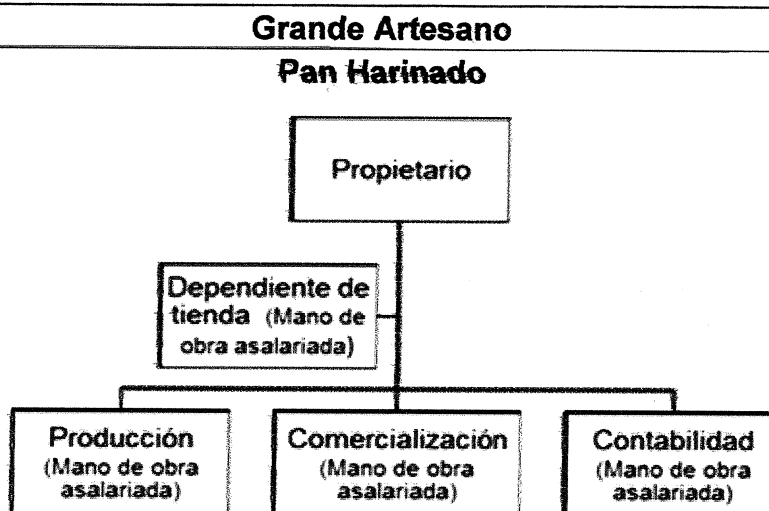 Grande Artesano
Pan Harinado
Propietario
Dependiente de
tienda (Mano de
obra asalariada)
Producción
(Mano de obra
asalariada)
Comercialización
(Mano de obra
asalariada)
Contabilidad
(Mano de obra
asalariada)